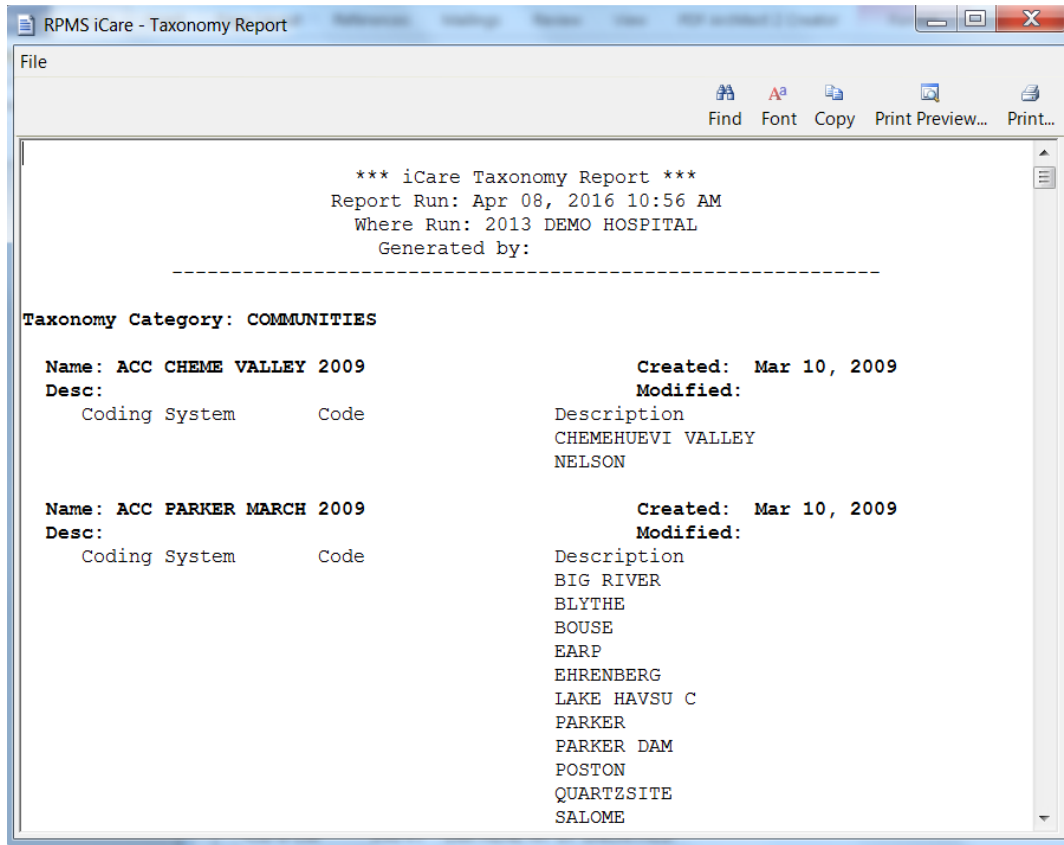 RPMS iCare - Taxonomy Report
File
Find Font Copy Print Preview... Print...
*** iCare Taxonomy Report ***
Report Run: Apr 08, 2016 10:56 AM
Where Run: 2013 DEMO HOSPITAL
Generated by:
------------------------------------------------------------
Taxonomy Category: COMMUNITIES
Name: ACC CHEME VALLEY 2009 Created: Mar 10, 2009
Desc: Modified:
Coding System Code Description
CHEMEHUEVI VALLEY
NELSON
Name: ACC PARKER MARCH 2009 Created: Mar 10, 2009
Desc: Modified:
Coding System Code Description
BIG RIVER
BLYTHE
BOUSE
EARP
EHRENBERG
LAKE HAVSU C
PARKER
PARKER DAM
POSTON
QUARTZSITE
SALOME